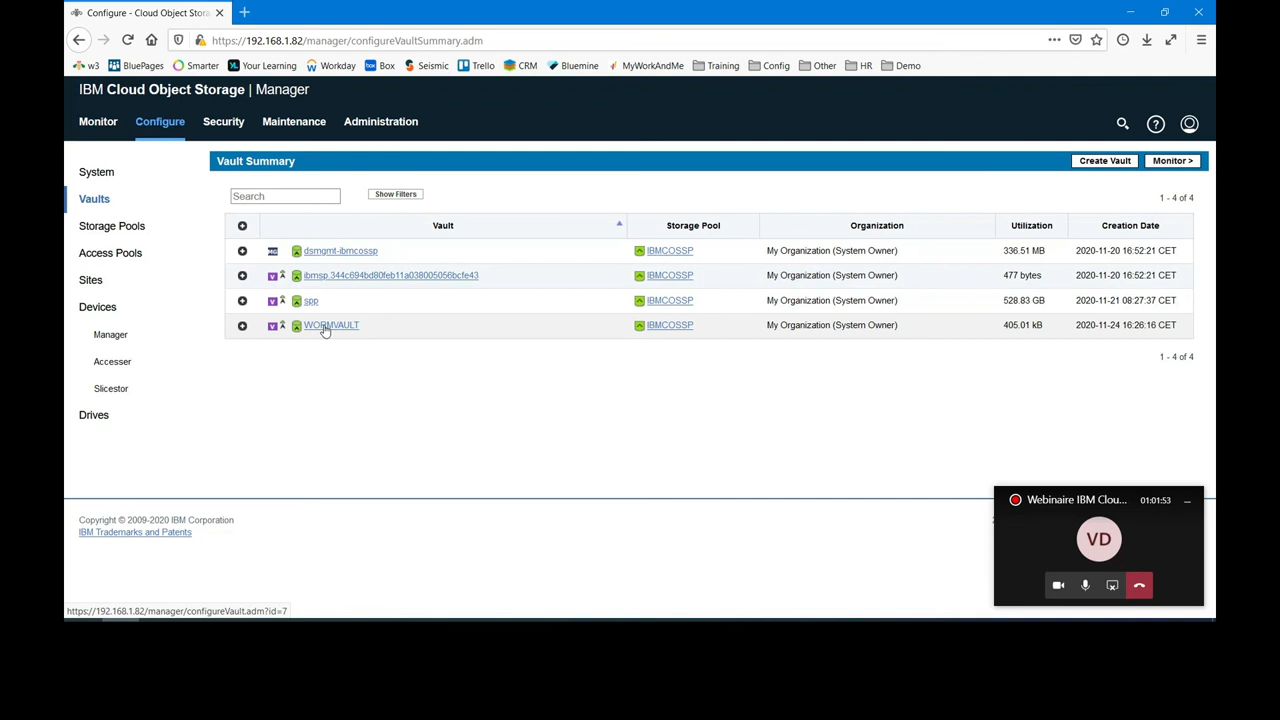 Configure - Cloud Object Stora
https://192.168.1.82/manager/configureVaultSummary.adm
w3 BluePages Smarter Your Learning Workday Box Seismic Trello CRM Bluemine MyWorkAndMe Training Config Other HR Demo
IBM Cloud Object Storage | Manager
Monitor Configure Security Maintenance Administration
System
Vaults
Storage Pools
Access Pools
Sites
Devices
Manager
Accesser
Slicestor
Drives
Vault Summary Create Vault Monitor >
Search Show Filters 1 - 4 of 4
Vault Storage Pool Organization Utilization Creation Date
dsmgmt-ibmcossp IBMCOSSP My Organization (System Owner) 336.51 MB 2020-11-20 16:52:21 CET
ibmsp.344c694bd80feb11a038005056bcfe43 IBMCOSSP My Organization (System Owner) 477 bytes 2020-11-20 16:52:21 CET
spp IBMCOSSP My Organization (System Owner) 528.83 GB 2020-11-21 08:27:37 CET
WORMVAULT IBMCOSSP My Organization (System Owner) 405.01 kB 2020-11-24 16:26:16 CET
1 - 4 of 4
Copyright © 2009-2020 IBM Corporation
IBM Trademarks and Patents
Webinaire IBM Clou... 01:01:53
VD
https://192.168.1.82/manager/configureVault.adm?id=7